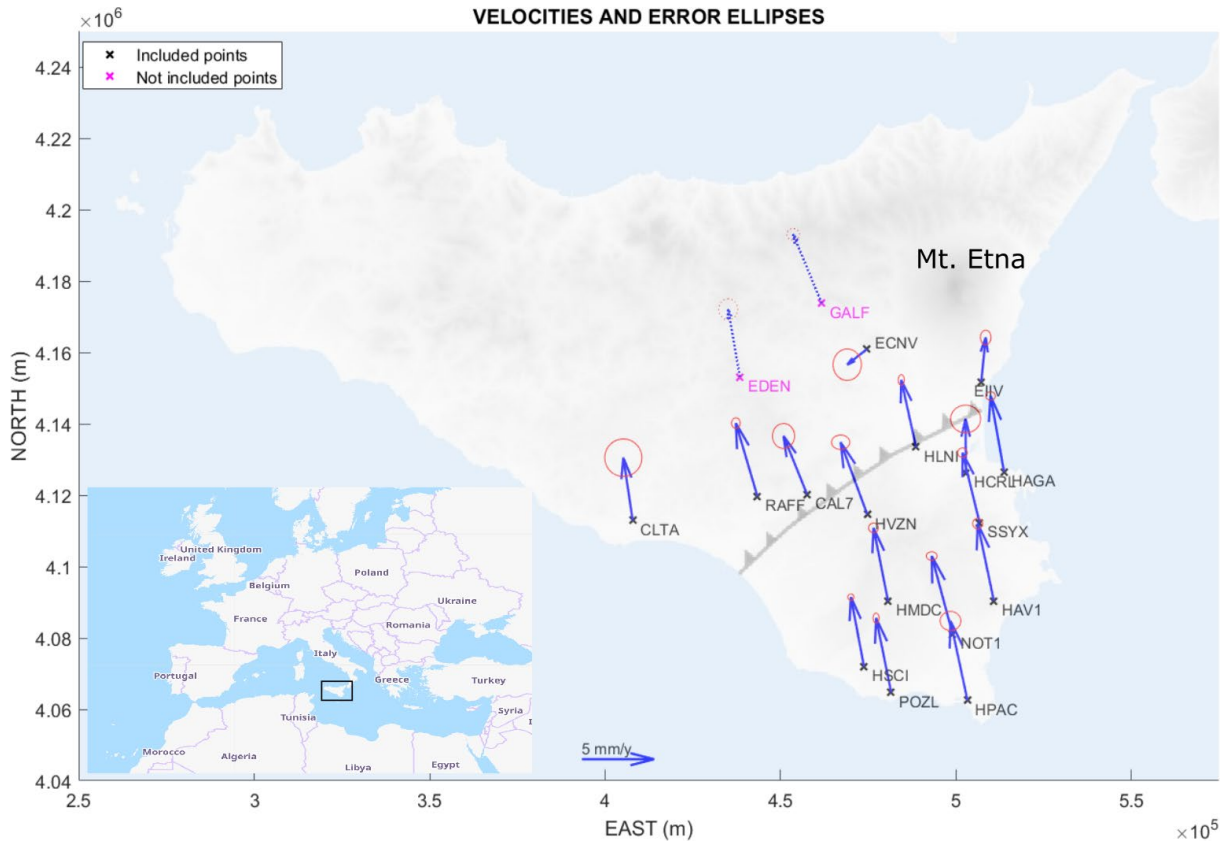 VELOCITIES AND ERROR ELLIPSES
×10⁶
Included points
Not included points
4.24
4.22
4.2
4.18
4.16
4.14
4.12
4.1
4.08
4.06
4.04
NORTH (m)
Mt. Etna
GALF
ECNV
EDEN
EIIV
HLNI
HCRI
HAGA
RAFF
CAL7
HVZN
CLTA
SSYX
HMDC
HAV1
NOT1
HSCI
POZL
HPAC
5 mm/y
United Kingdom
Ireland
Belgium
Poland
Ukraine
France
Romania
Italy
Portugal
Greece
Turkey
Tunisia
Syria
Morocco
Algeria
Libya
Egypt
2.5
3
3.5
4
4.5
5
5.5
EAST (m)
×10⁵